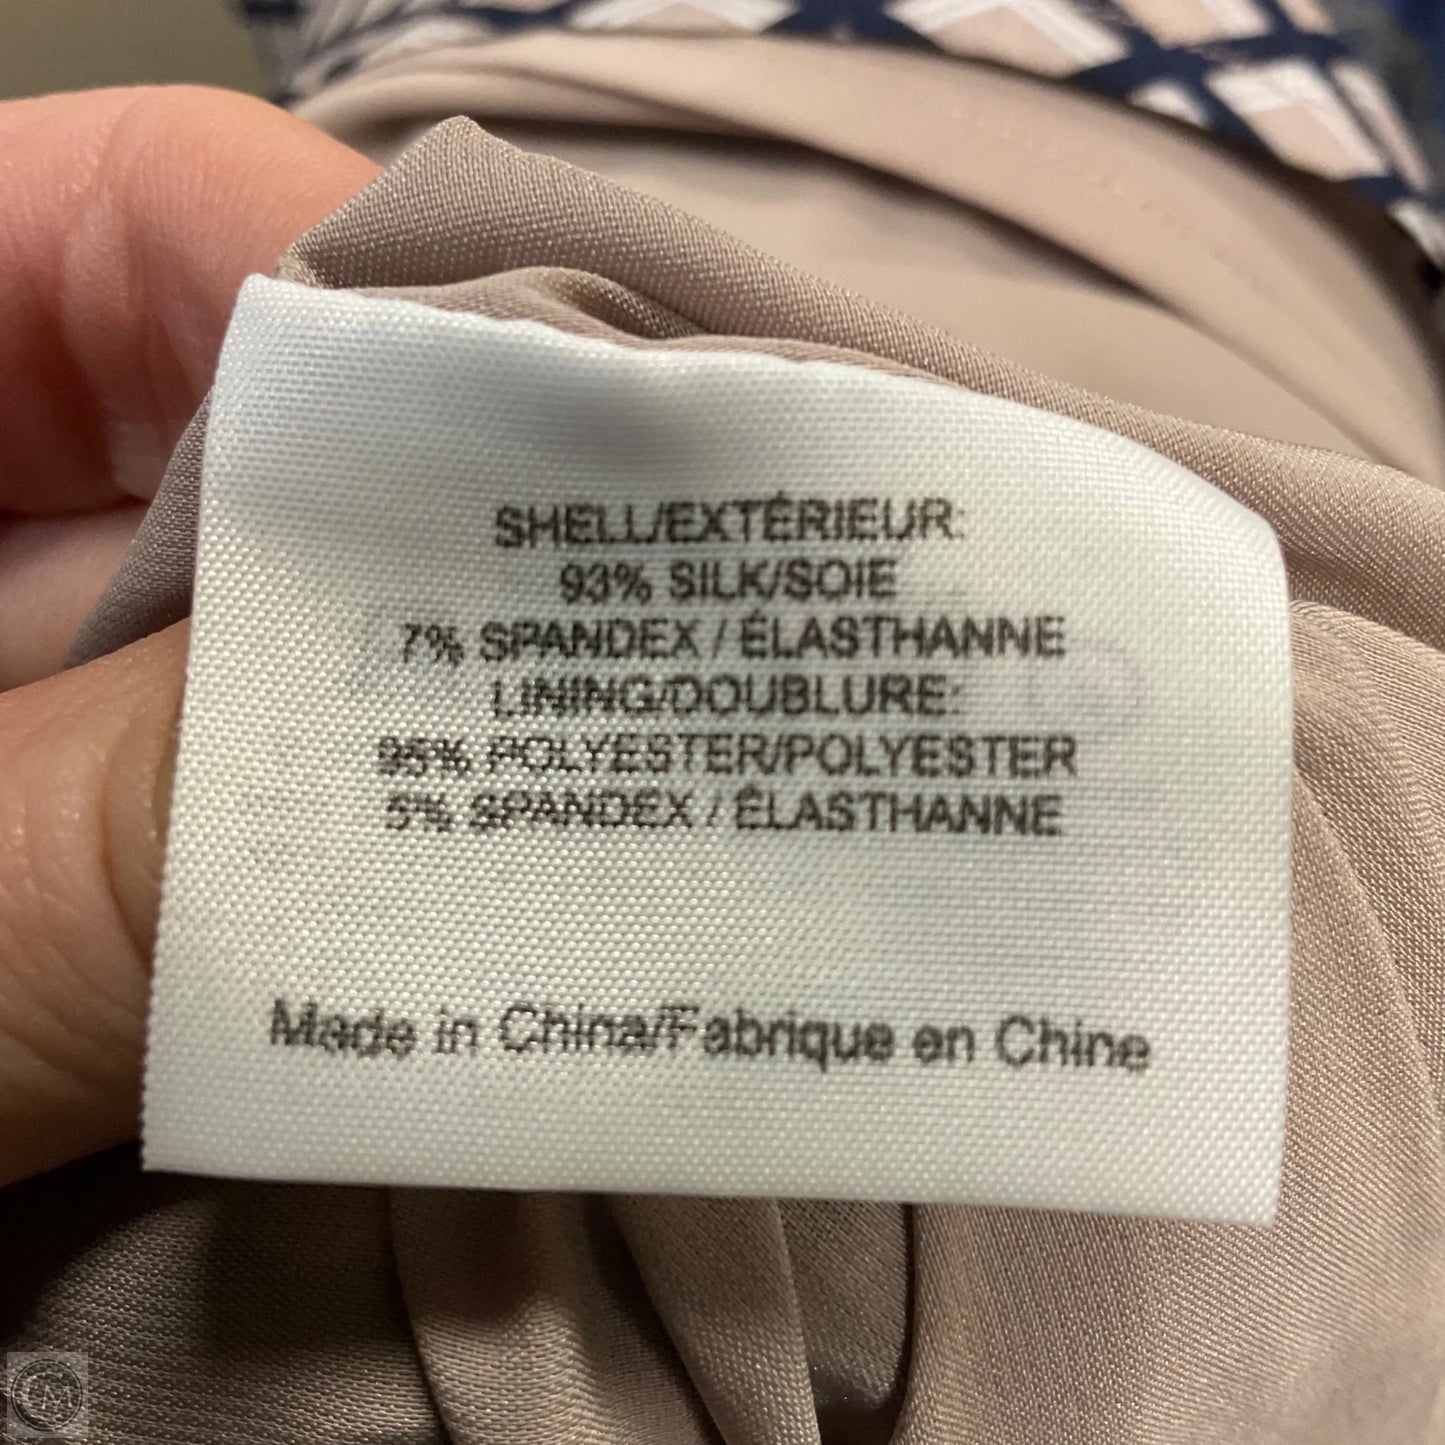 SHELL/EXTÉRIEUR:
93% SILK/SOIE
7% SPANDEX / ÉLASTHANNE
LINING/DOUBLURE:
95% POLYESTER/POLYESTER
5% SPANDEX / ÉLASTHANNE
Made in China/Fabrique en Chine
CM